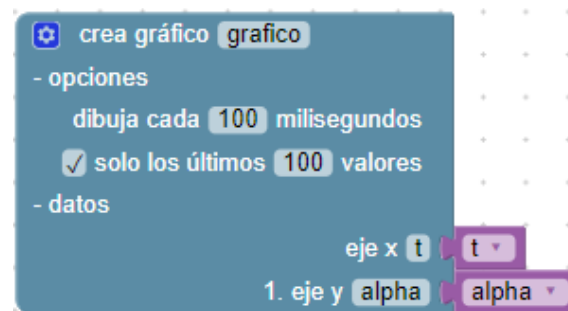 crea gráfico grafico
- opciones
dibuja cada 100 milisegundos
solo los últimos 100 valores
- datos
eje x t t
1. eje y alpha alpha